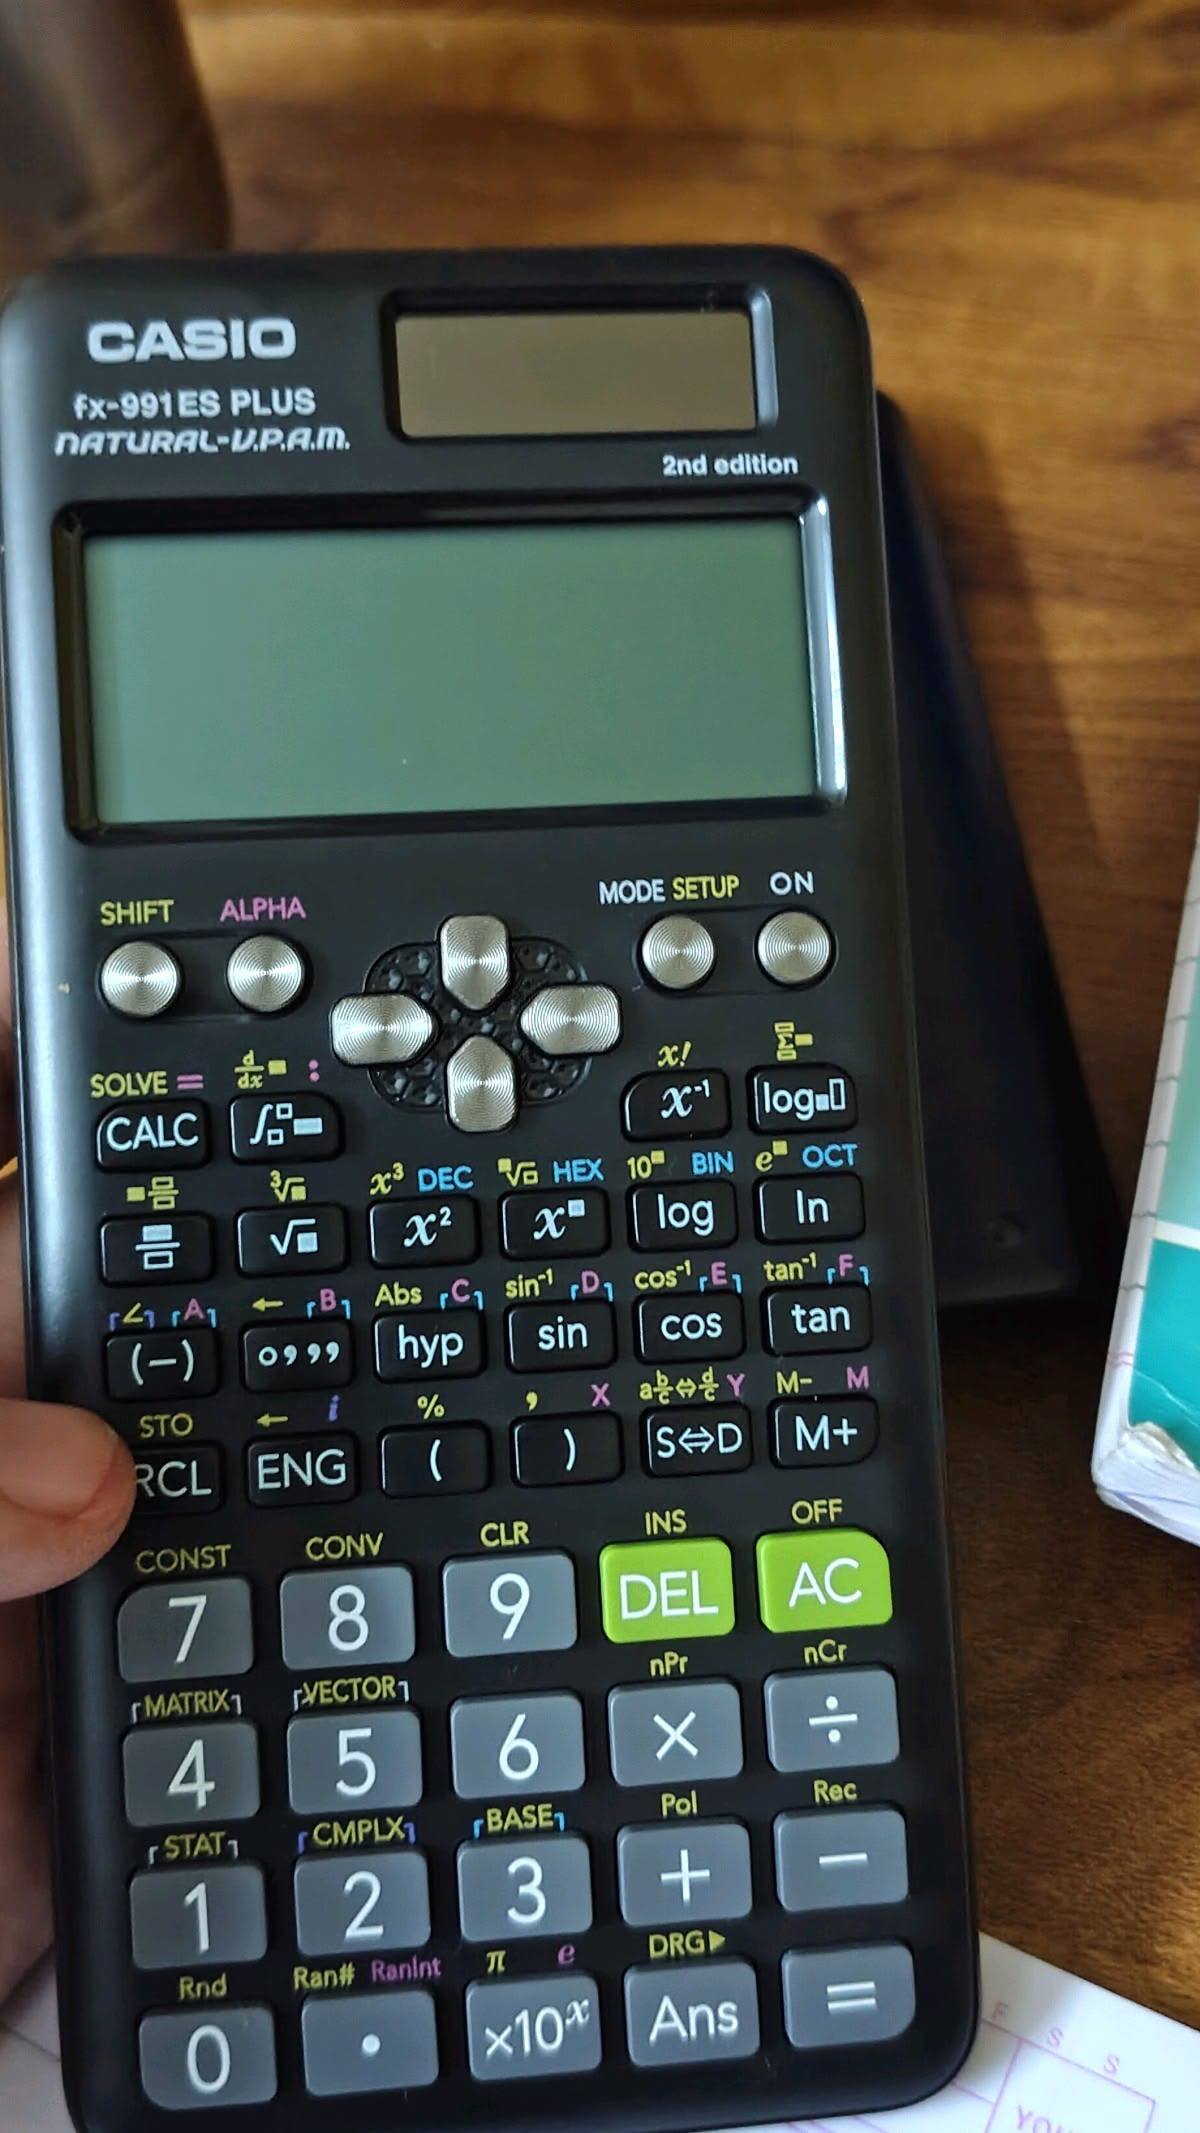 CASIO
fx-991ES PLUS
NATURAL-V.P.A.M.
2nd edition
SHIFT ALPHA MODE SETUP ON
SOLVE = d/dx■ : x! Σ■
CALC ∫■ x⁻¹ log■□
■■/□ ³√■ x³ DEC ■√□ HEX 10■ BIN e■ OCT
■/□ √■ x² x■ log ln
∠ A ← B Abs C sin⁻¹ D cos⁻¹ E tan⁻¹ F
(−) °,,, hyp sin cos tan
STO ← i % , X a b/c⇔d/c Y M− M
RCL ENG ( ) S⇔D M+
CONST CONV CLR INS OFF
7 8 9 DEL AC
MATRIX VECTOR nPr nCr
4 5 6 × ÷
STAT CMPLX BASE Pol Rec
1 2 3 + −
Rnd Ran# RanInt π e DRG▶
0 . ×10ˣ Ans =
F S S
YOU